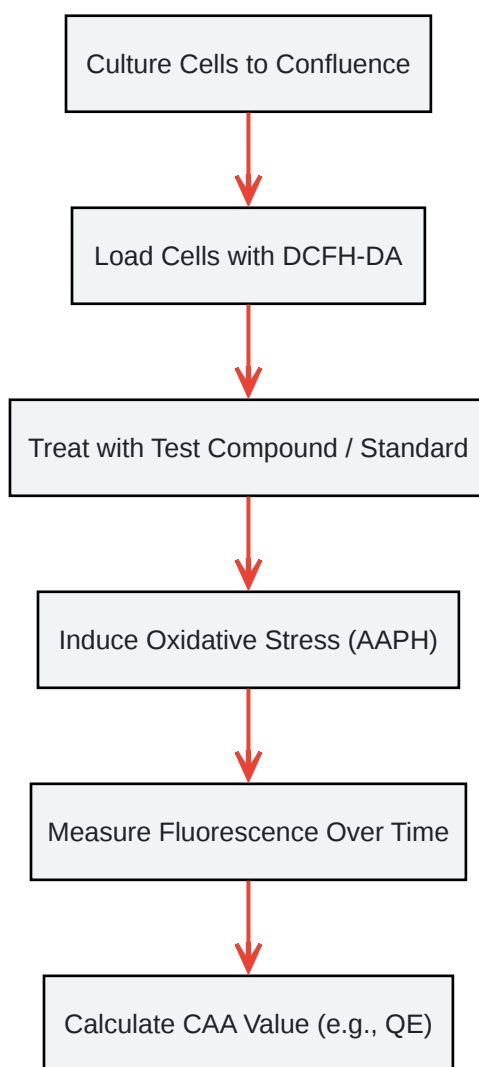 Culture Cells to Confluence
Load Cells with DCFH-DA
Treat with Test Compound / Standard
Induce Oxidative Stress (AAPH)
Measure Fluorescence Over Time
Calculate CAA Value (e.g., QE)